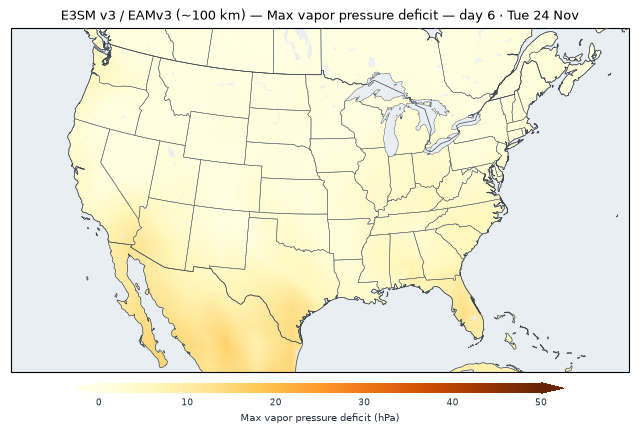 E3SM v3 / EAMv3 (~100 km) — Max vapor pressure deficit — day 6 · Tue 24 Nov
0 10 20 30 40 50
Max vapor pressure deficit (hPa)